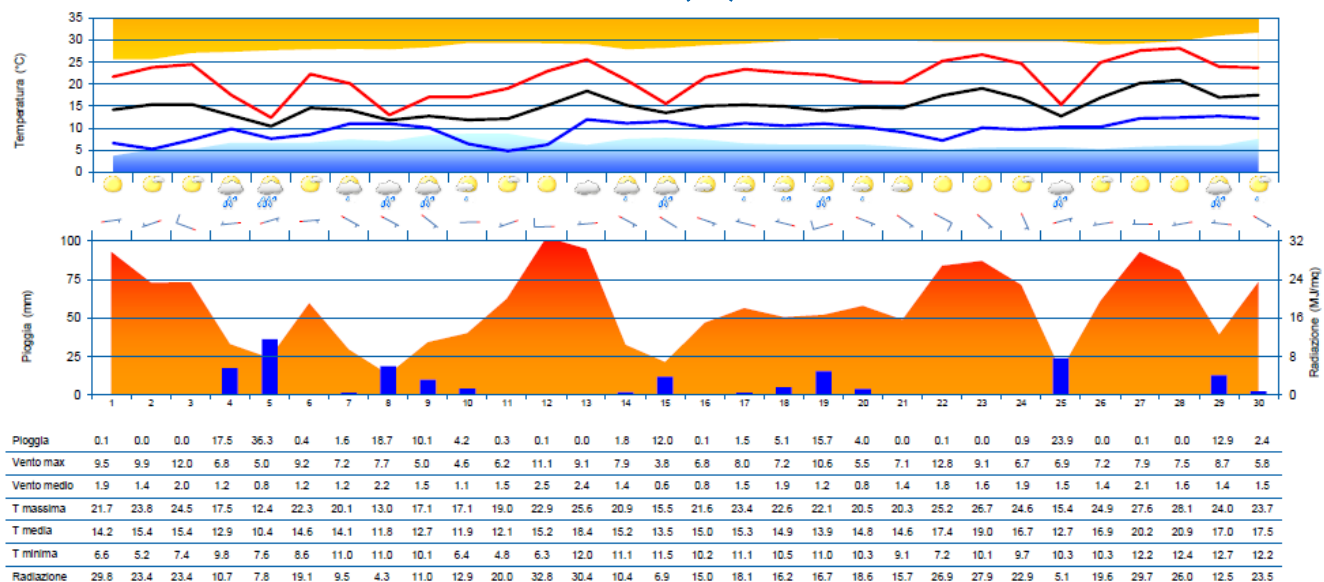 35
30
25
20
15
10
5
0
Temperatura (°C)
100
75
50
25
0
Pioggia (mm)
32
24
16
8
0
Radiazione (MJ/mq)
1 2 3 4 5 6 7 8 9 10 11 12 13 14 15 16 17 18 19 20 21 22 23 24 25 26 27 28 29 30
Pioggia 0.1 0.0 0.0 17.5 36.3 0.4 1.6 18.7 10.1 4.2 0.3 0.1 0.0 1.8 12.0 0.1 1.5 5.1 15.7 4.0 0.0 0.1 0.0 0.9 23.9 0.0 0.1 0.0 12.9 2.4
Vento max 9.5 9.9 12.0 6.8 5.0 9.2 7.2 7.7 5.0 4.6 6.2 11.1 9.1 7.9 3.8 6.8 8.0 7.2 10.6 5.5 7.1 12.8 9.1 6.7 6.9 7.2 7.9 7.5 8.7 5.8
Vento medio 1.9 1.4 2.0 1.2 0.8 1.2 1.2 2.2 1.5 1.1 1.5 2.5 2.4 1.4 0.6 0.8 1.5 1.9 1.2 0.8 1.4 1.8 1.6 1.9 1.5 1.4 2.1 1.6 1.4 1.5
T massima 21.7 23.8 24.5 17.5 12.4 22.3 20.1 13.0 17.1 17.1 19.0 22.9 25.6 20.9 15.5 21.6 23.4 22.6 22.1 20.5 20.3 25.2 26.7 24.6 15.4 24.9 27.6 28.1 24.0 23.7
T media 14.2 15.4 15.4 12.9 10.4 14.6 14.1 11.8 12.7 11.9 12.1 15.2 18.4 15.2 13.5 15.0 15.3 14.9 13.9 14.8 14.6 17.4 19.0 16.7 12.7 16.9 20.2 20.9 17.0 17.5
T minima 6.6 5.2 7.4 9.8 7.6 8.6 11.0 11.0 10.1 6.4 4.8 6.3 12.0 11.1 11.5 10.2 11.1 10.5 11.0 10.3 9.1 7.2 10.1 9.7 10.3 10.3 12.2 12.4 12.7 12.2
Radiazione 29.8 23.4 23.4 10.7 7.8 19.1 9.5 4.3 11.0 12.9 20.0 32.8 30.4 10.4 6.9 15.0 18.1 16.2 16.7 18.6 15.7 26.9 27.9 22.9 5.1 19.6 29.7 26.0 12.5 23.5